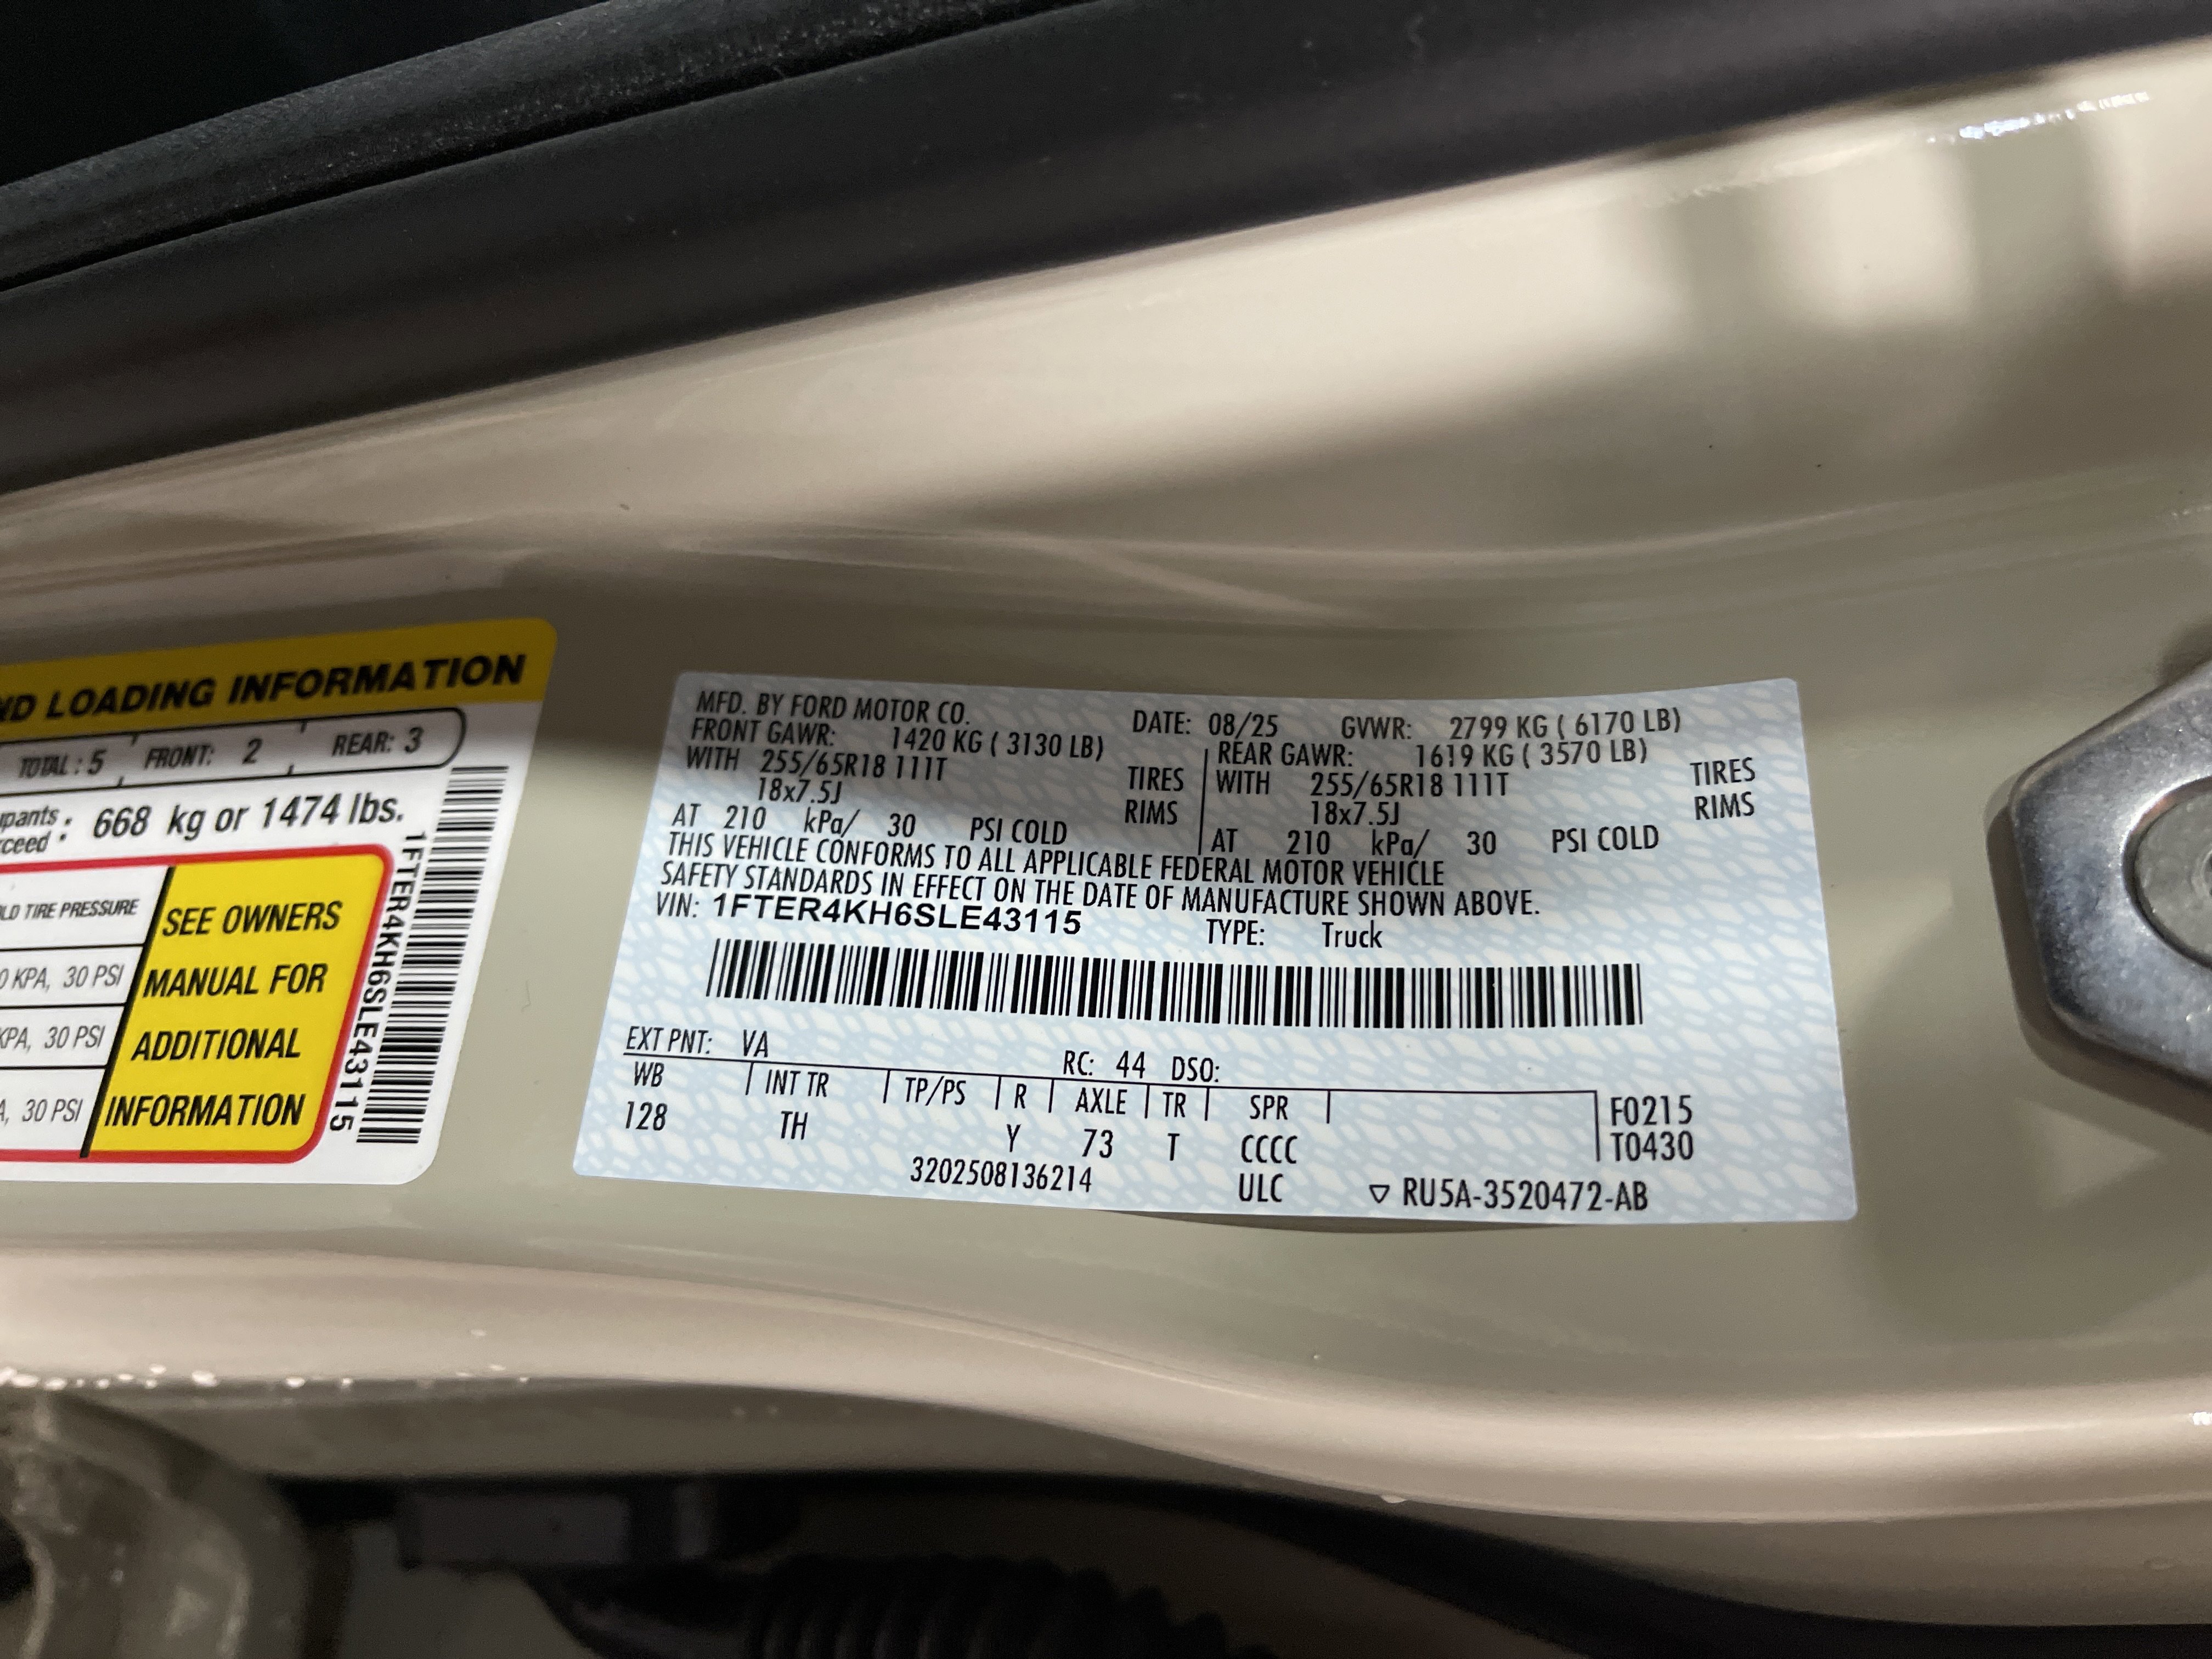 LOADING INFORMATION
TOTAL : 5 FRONT: 2 REAR: 3
668 kg or 1474 lbs.
TIRE PRESSURE
KPA, 30 PSI
KPA, 30 PSI
30 PSI
SEE OWNERS
MANUAL FOR
ADDITIONAL
INFORMATION
1FTER4KH6SLE43115
MFD. BY FORD MOTOR CO. DATE: 08/25 GVWR: 2799 KG ( 6170 LB)
FRONT GAWR: 1420 KG ( 3130 LB) REAR GAWR: 1619 KG ( 3570 LB)
WITH 255/65R18 111T TIRES WITH 255/65R18 111T TIRES
18x7.5J RIMS 18x7.5J RIMS
AT 210 kPa/ 30 PSI COLD AT 210 kPa/ 30 PSI COLD
THIS VEHICLE CONFORMS TO ALL APPLICABLE FEDERAL MOTOR VEHICLE
SAFETY STANDARDS IN EFFECT ON THE DATE OF MANUFACTURE SHOWN ABOVE.
VIN: 1FTER4KH6SLE43115 TYPE: Truck
EXT PNT: VA RC: 44 DSO:
WB INT TR TP/PS R AXLE TR SPR F0215
128 TH Y 73 T CCCC T0430
3202508136214 ULC ▽ RU5A-3520472-AB